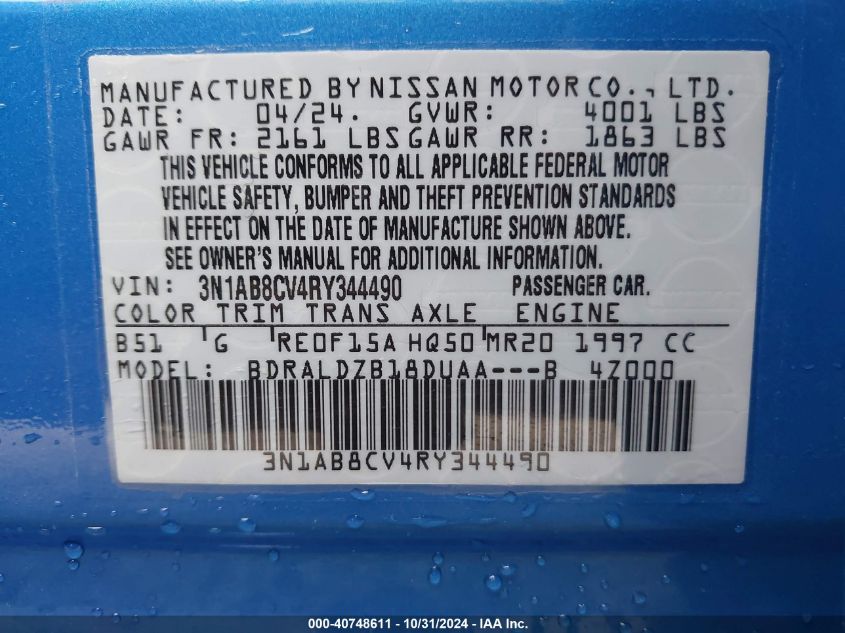 MANUFACTURED BY NISSAN MOTOR CO., LTD.
DATE: 04/24. GVWR: 4001 LBS
GAWR FR: 2161 LBS GAWR RR: 1863 LBS
THIS VEHICLE CONFORMS TO ALL APPLICABLE FEDERAL MOTOR
VEHICLE SAFETY, BUMPER AND THEFT PREVENTION STANDARDS
IN EFFECT ON THE DATE OF MANUFACTURE SHOWN ABOVE.
SEE OWNER'S MANUAL FOR ADDITIONAL INFORMATION.
VIN: 3N1AB8CV4RY344490 PASSENGER CAR.
COLOR TRIM TRANS AXLE ENGINE
B51 G RE0F15A HQ50 MR20 1997 CC
MODEL: BDRALDZB18DUAA---B 4Z000
3N1AB8CV4RY344490
000-40748611 - 10/31/2024 - IAA Inc.